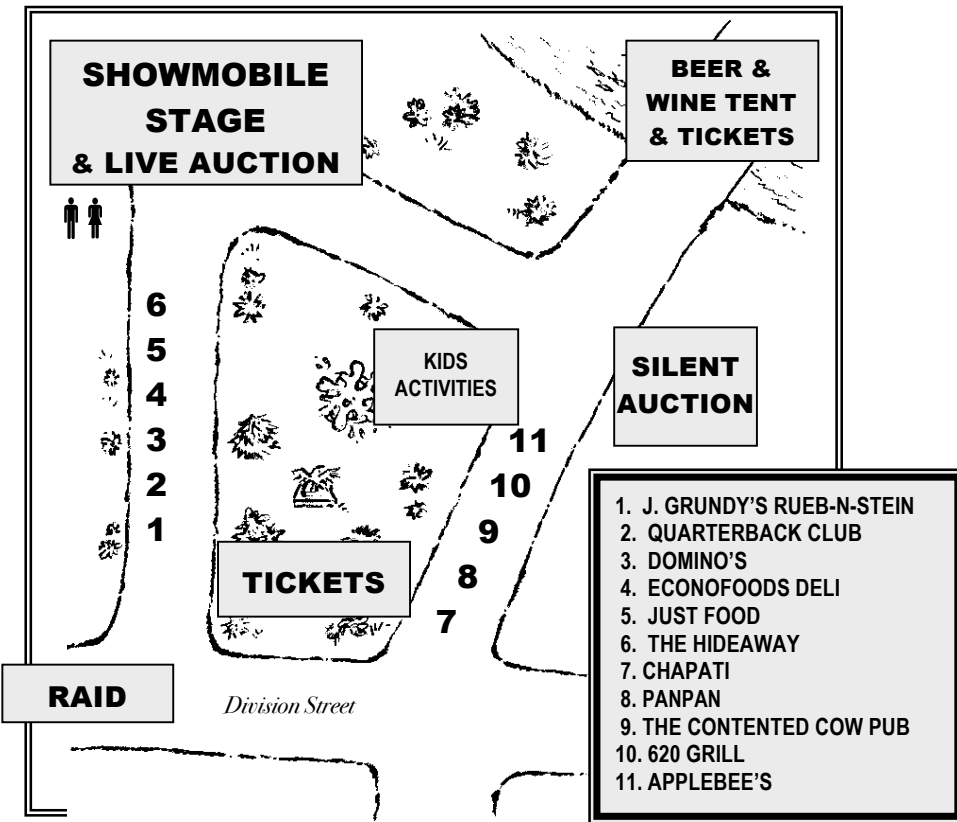 SHOWMOBILE
STAGE
& LIVE AUCTION
BEER &
WINE TENT
& TICKETS
6
5
4
3
2
1
KIDS
ACTIVITIES
SILENT
AUCTION
11
10
9
8
7
TICKETS
RAID
Division Street
1. J. GRUNDY'S RUEB-N-STEIN
2. QUARTERBACK CLUB
3. DOMINO'S
4. ECONOFOODS DELI
5. JUST FOOD
6. THE HIDEAWAY
7. CHAPATI
8. PANPAN
9. THE CONTENTED COW PUB
10. 620 GRILL
11. APPLEBEE'S